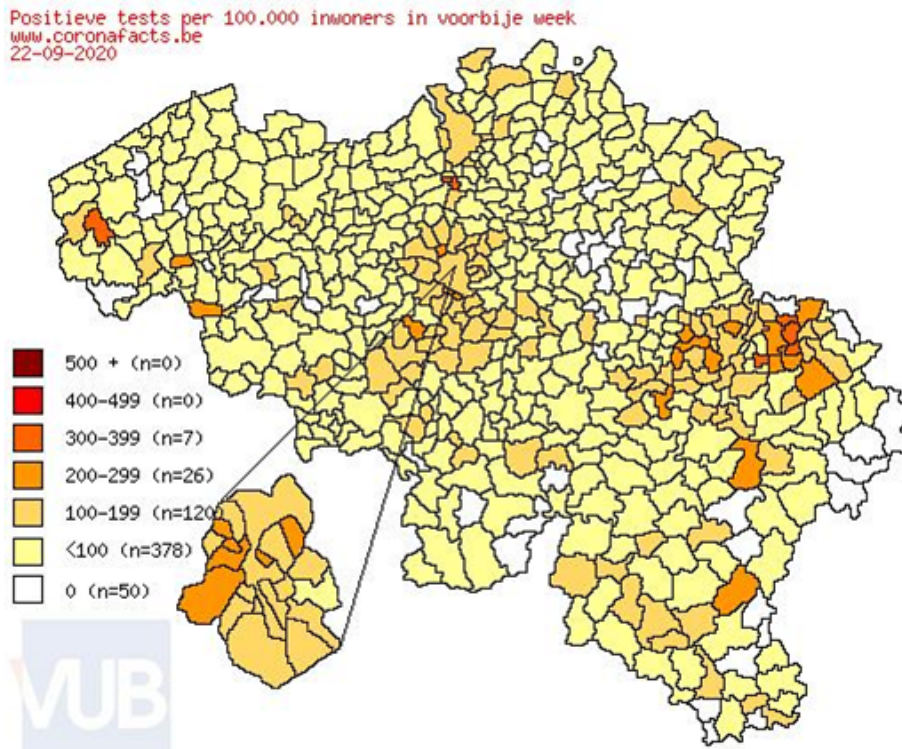 Positieve tests per 100.000 inwoners in voorbije week
www.coronafacts.be
22-09-2020
500 + (n=0)
400-499 (n=0)
300-399 (n=7)
200-299 (n=26)
100-199 (n=120)
<100 (n=378)
0 (n=50)
VUB